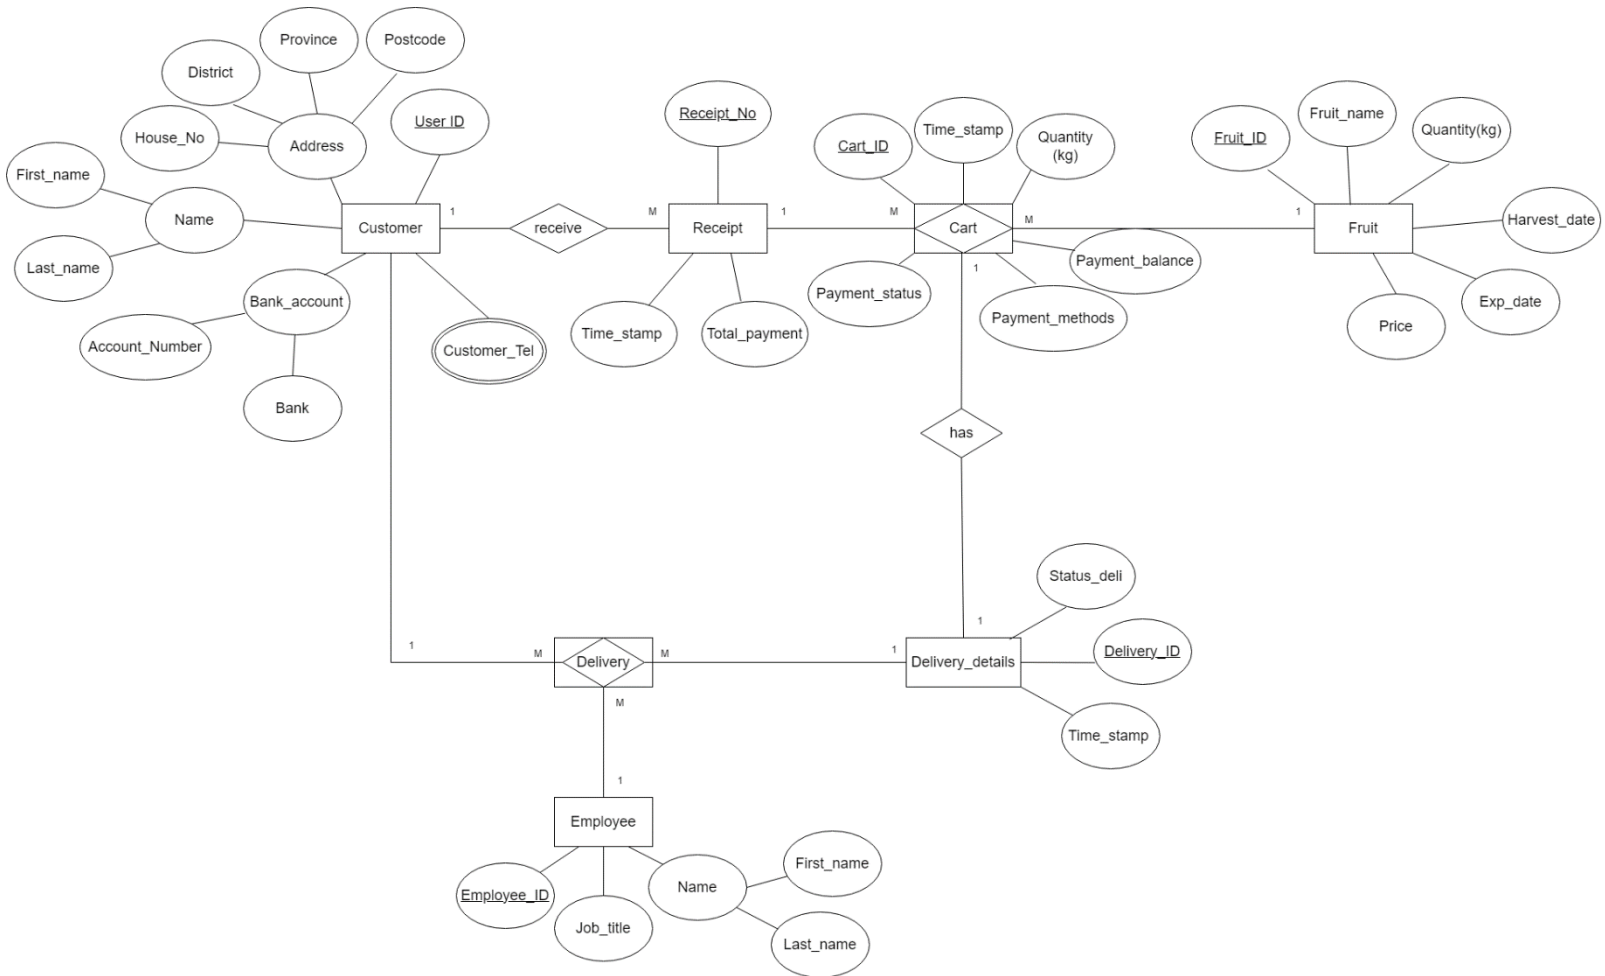 Province
Postcode
District
House_No
Address
User ID
First_name
Name
Last_name
Customer
1
receive
M
Receipt_No
Receipt
1
M
Cart_ID
Time_stamp
Quantity
(kg)
Cart
M
1
Fruit_ID
Fruit_name
Quantity(kg)
Fruit
Harvest_date
Exp_date
Price
Bank_account
Account_Number
Bank
Customer_Tel
Time_stamp
Total_payment
Payment_status
1
Payment_methods
Payment_balance
has
1
Status_deli
Delivery_ID
Delivery_details
Time_stamp
1
M
Delivery
M
1
M
1
Employee
Employee_ID
Job_title
Name
First_name
Last_name